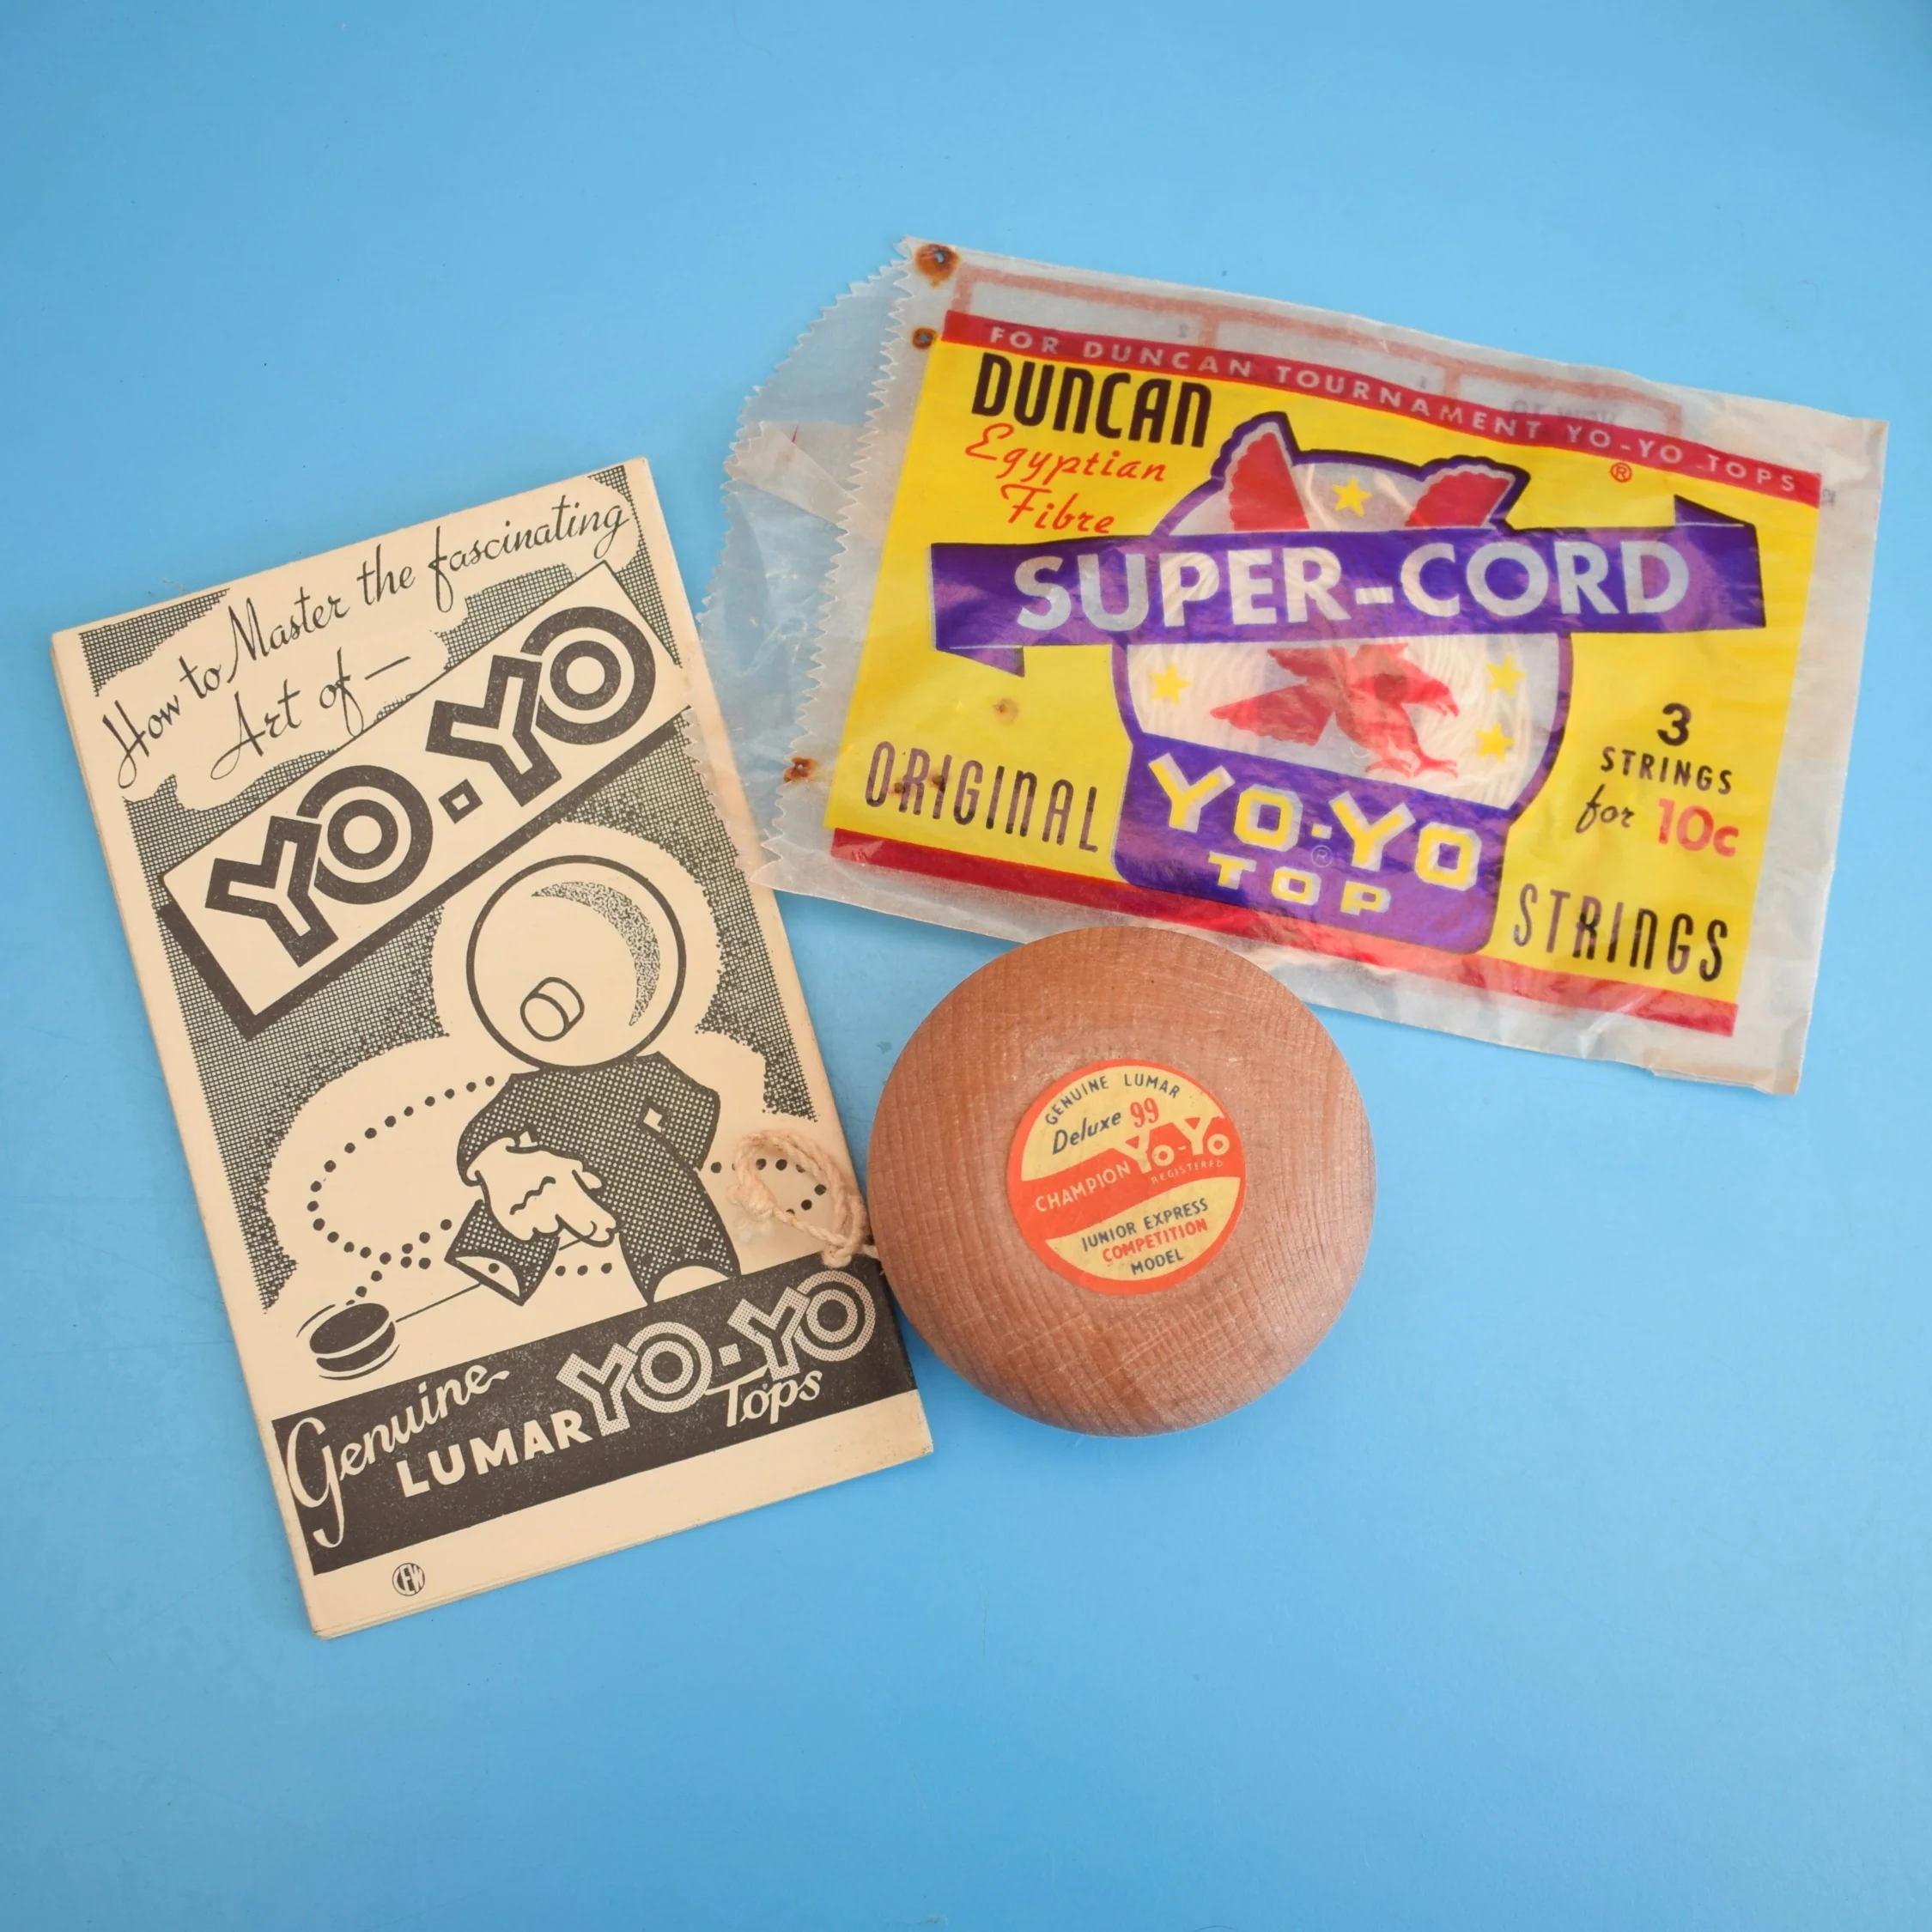 How to Master the fascinating
Art of—
YO-YO
Genuine
LUMAR YO-YO
Tops
CEW
FOR DUNCAN TOURNAMENT YO-YO TOPS
®
DUNCAN
Egyptian
Fibre
SUPER-CORD
3
STRINGS
for 10c
ORIGINAL
YO-YO
®
TOP
STRINGS
GENUINE LUMAR
Deluxe 99
CHAMPION YO-YO
REGISTERED
JUNIOR EXPRESS
COMPETITION
MODEL